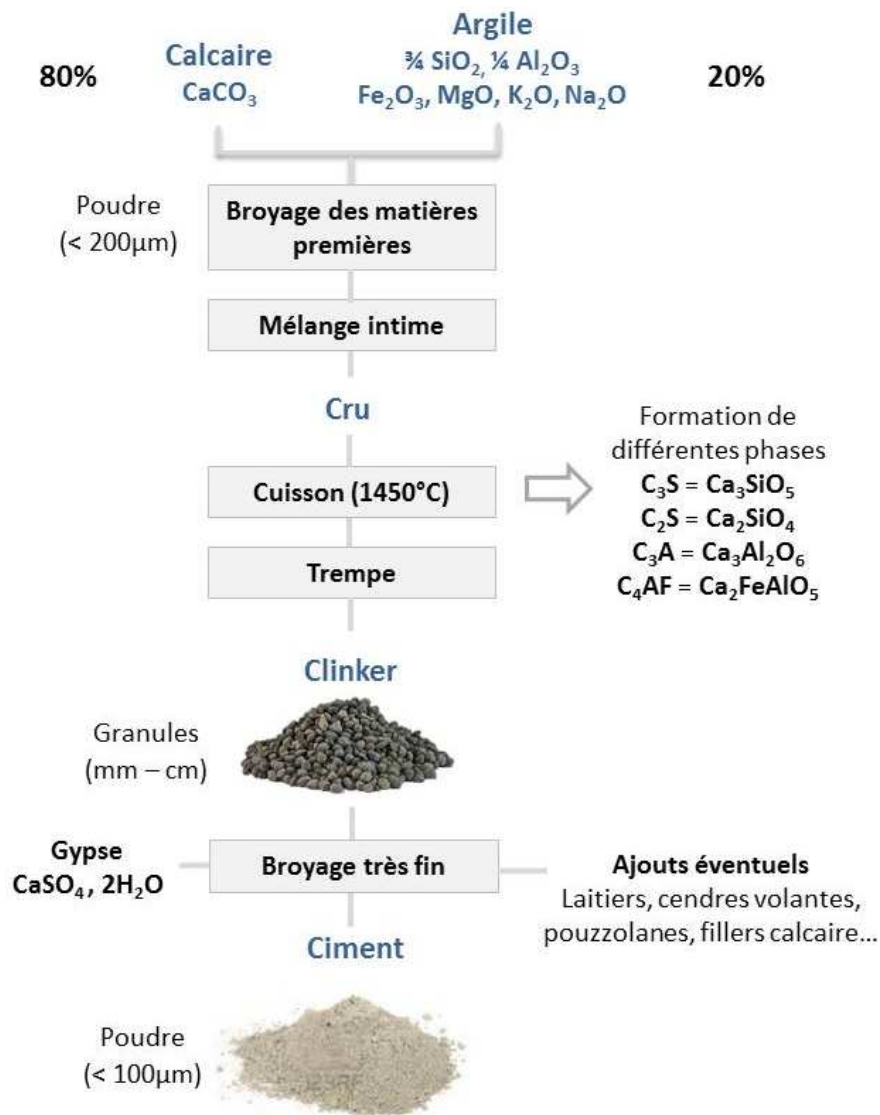 80%
Calcaire
CaCO₃
Argile
¾ SiO₂, ¼ Al₂O₃
Fe₂O₃, MgO, K₂O, Na₂O
20%
Poudre
(< 200µm)
Broyage des matières
premières
Mélange intime
Cru
Cuisson (1450°C)
Formation de
différentes phases
C₃S = Ca₃SiO₅
C₂S = Ca₂SiO₄
C₃A = Ca₃Al₂O₆
C₄AF = Ca₂FeAlO₅
Trempe
Clinker
Granules
(mm – cm)
Gypse
CaSO₄, 2H₂O
Broyage très fin
Ajouts éventuels
Laitiers, cendres volantes,
pouzzolanes, fillers calcaire...
Ciment
Poudre
(< 100µm)